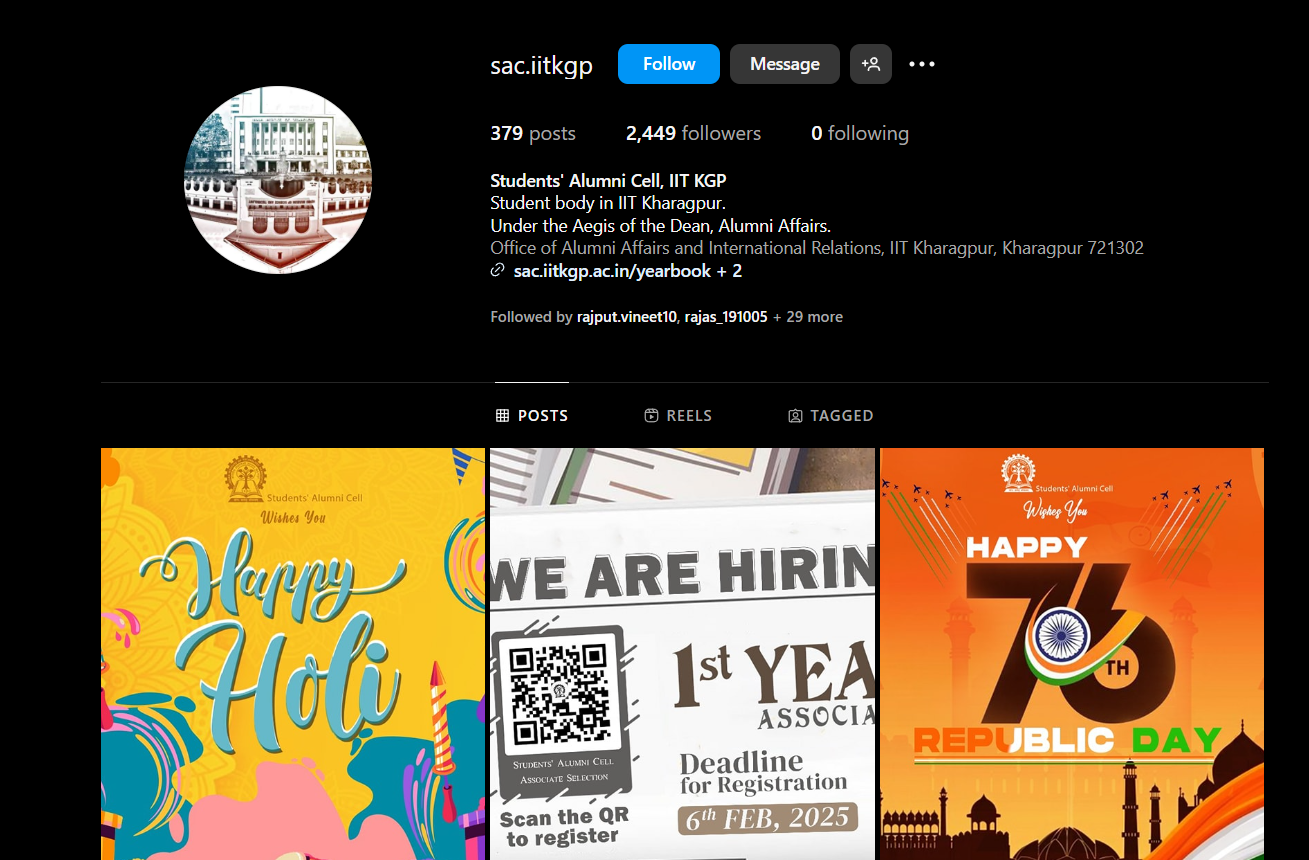 sac.iitkgp
Follow
Message
379 posts
2,449 followers
0 following
Students' Alumni Cell, IIT KGP
Student body in IIT Kharagpur.
Under the Aegis of the Dean, Alumni Affairs.
Office of Alumni Affairs and International Relations, IIT Kharagpur, Kharagpur 721302
sac.iitkgp.ac.in/yearbook + 2
Followed by rajput.vineet10, rajas_191005 + 29 more
POSTS
REELS
TAGGED
Students' Alumni Cell
Wishes You
Happy
Holi
WE ARE HIRIN
1st YEA
ASSOCIA
STUDENTS ALUMNI CELL
ASSOCIATE SELECTION
Scan the QR
to register
Deadline
for Registration
6th FEB, 2025
Students' Alumni Cell
Wishes You
HAPPY
76TH
REPUBLIC DAY